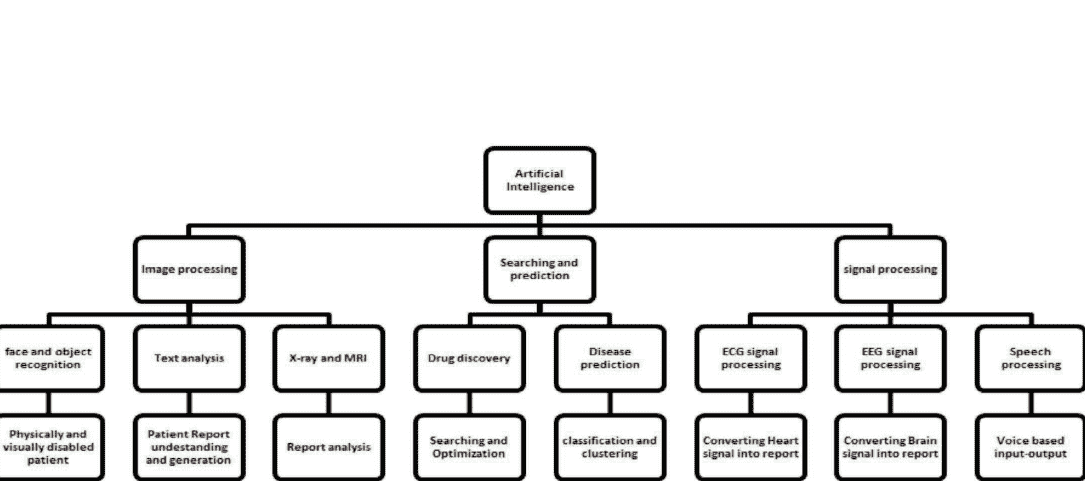 Artificial
Intelligence
Image processing
Searching and
prediction
signal processing
face and object
recognition
Text analysis
X-ray and MRI
Drug discovery
Disease
prediction
ECG signal
processing
EEG signal
processing
Speech
processing
Physically and
visually disabled
patient
Patient Report
undestanding
and generation
Report analysis
Searching and
Optimization
classification and
clustering
Converting Heart
signal into report
Converting Brain
signal into report
Voice based
input-output